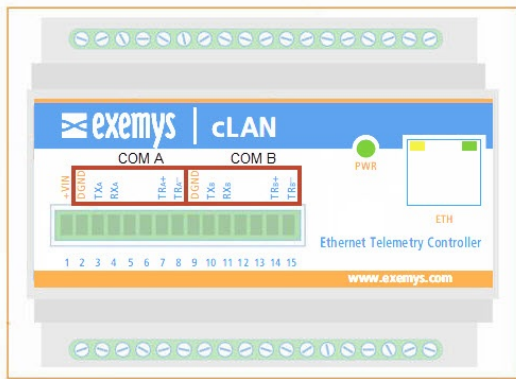 exemys | cLAN
COM A COM B
PWR
+VIN DGND TXA RXA TRA+ TRA- DGND TXB RXB TRB+ TRB-
ETH
Ethernet Telemetry Controller
1 2 3 4 5 6 7 8 9 10 11 12 13 14 15
www.exemys.com